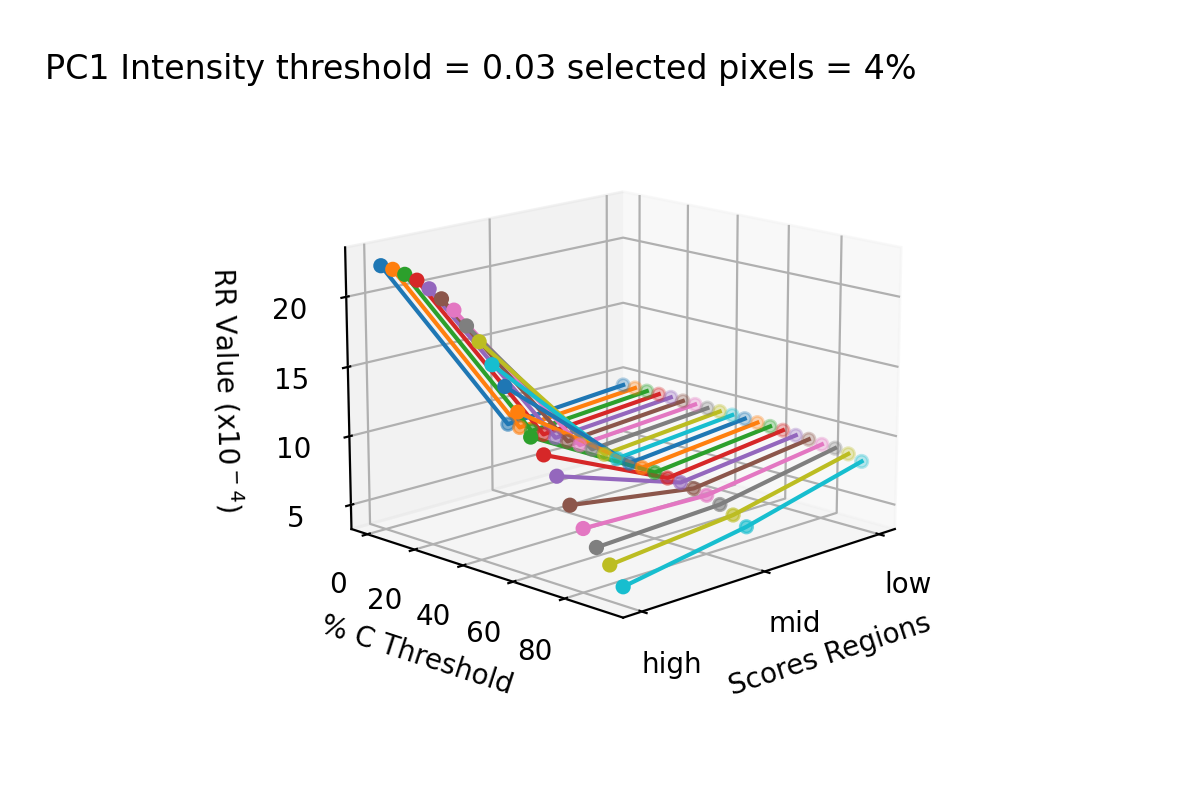 PC1 Intensity threshold = 0.03 selected pixels = 4%
RR Value (x10⁻⁴)
20
15
10
5
0
20
40
60
80
% C Threshold
high
mid
low
Scores Regions